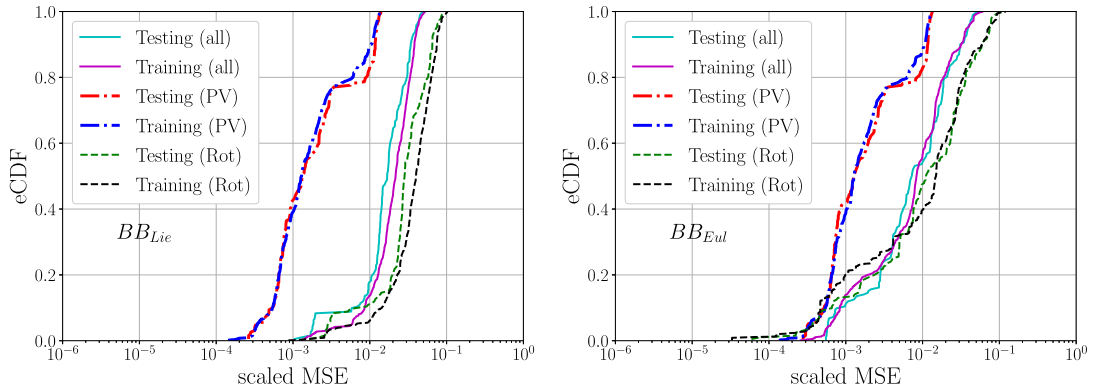 1.0
0.8
0.6
0.4
0.2
0.0
eCDF
Testing (all)
Training (all)
Testing (PV)
Training (PV)
Testing (Rot)
Training (Rot)
BB_{Lie}
10^{−6} 10^{−5} 10^{−4} 10^{−3} 10^{−2} 10^{−1} 10^{0}
scaled MSE
1.0
0.8
0.6
0.4
0.2
0.0
eCDF
Testing (all)
Training (all)
Testing (PV)
Training (PV)
Testing (Rot)
Training (Rot)
BB_{Eul}
10^{−6} 10^{−5} 10^{−4} 10^{−3} 10^{−2} 10^{−1} 10^{0}
scaled MSE